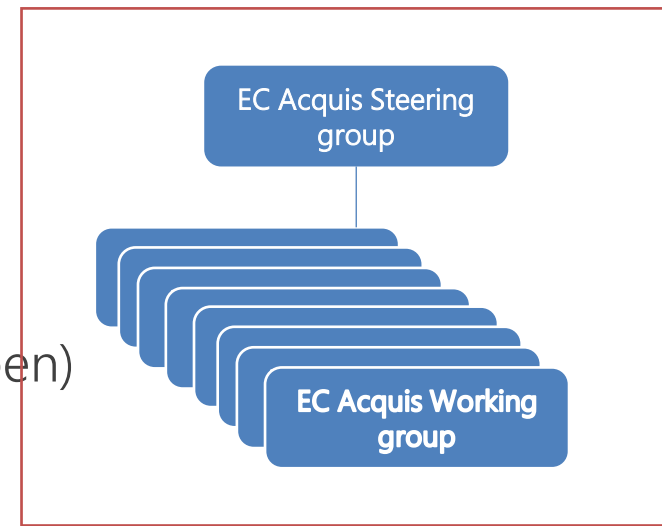 EC Acquis Steering
group
en)
EC Acquis Working
group